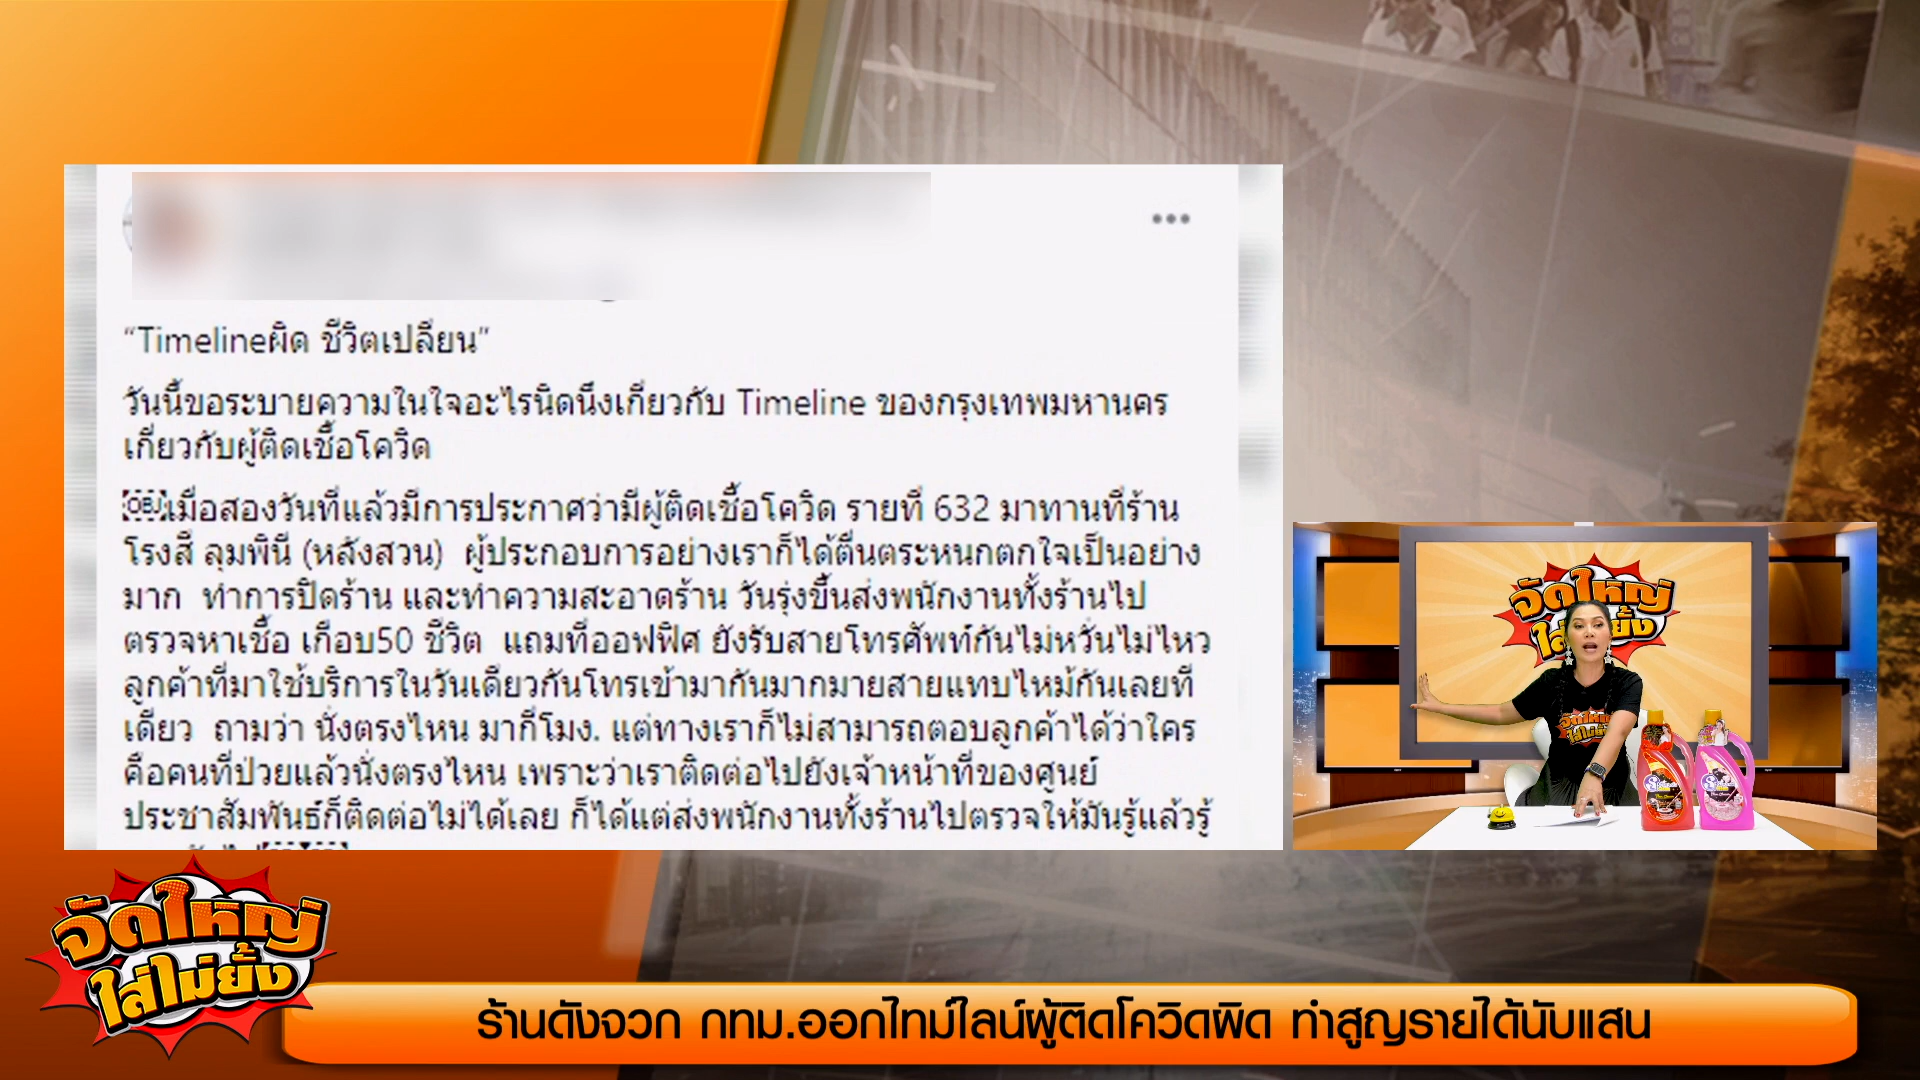 “Timelineผิด ชีวิตเปลี่ยน”
วันนี้ขอระบายความในใจอะไรนิดนึงเกี่ยวกับ Timeline ของกรุงเทพมหานคร
เกี่ยวกับผู้ติดเชื้อโควิด
OBJเมื่อสองวันที่แล้วมีการประกาศว่ามีผู้ติดเชื้อโควิด รายที่ 632 มาทานที่ร้าน
โรงสี ลุมพินี (หลังสวน) ผู้ประกอบการอย่างเราก็ได้ตื่นตระหนกตกใจเป็นอย่าง
มาก ทำการปิดร้าน และทำความสะอาดร้าน วันรุ่งขึ้นส่งพนักงานทั้งร้านไป
ตรวจหาเชื้อ เกือบ50 ชีวิต แถมที่ออฟฟิศ ยังรับสายโทรศัพท์กันไม่หวั่นไม่ไหว
ลูกค้าที่มาใช้บริการในวันเดียวกันโทรเข้ามากันมากมายสายแทบไหม้กันเลยที
เดียว ถามว่า นั่งตรงไหน มากี่โมง. แต่ทางเราก็ไม่สามารถตอบลูกค้าได้ว่าใคร
คือคนที่ป่วยแล้วนั่งตรงไหน เพราะว่าเราติดต่อไปยังเจ้าหน้าที่ของศูนย์
ประชาสัมพันธ์ก็ติดต่อไม่ได้เลย ก็ได้แต่ส่งพนักงานทั้งร้านไปตรวจให้มันรู้แล้วรู้
จัดใหญ่
ใส่ไม่ยั้ง
จัดใหญ่
ใส่ไม่ยั้ง
จัดใหญ่
ใส่ไม่ยั้ง
ร้านดังจวก กทม.ออกไทม์ไลน์ผู้ติดโควิดผิด ทำสูญรายได้นับแสน